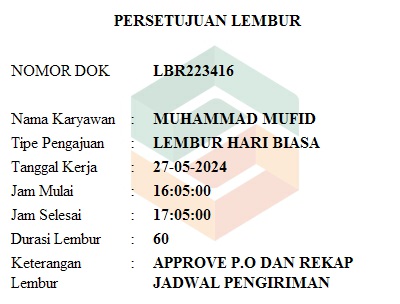 PERSETUJUAN LEMBUR
NOMOR DOK LBR223416
Nama Karyawan : MUHAMMAD MUFID
Tipe Pengajuan : LEMBUR HARI BIASA
Tanggal Kerja : 27-05-2024
Jam Mulai : 16:05:00
Jam Selesai : 17:05:00
Durasi Lembur : 60
Keterangan : APPROVE P.O DAN REKAP
Lembur JADWAL PENGIRIMAN